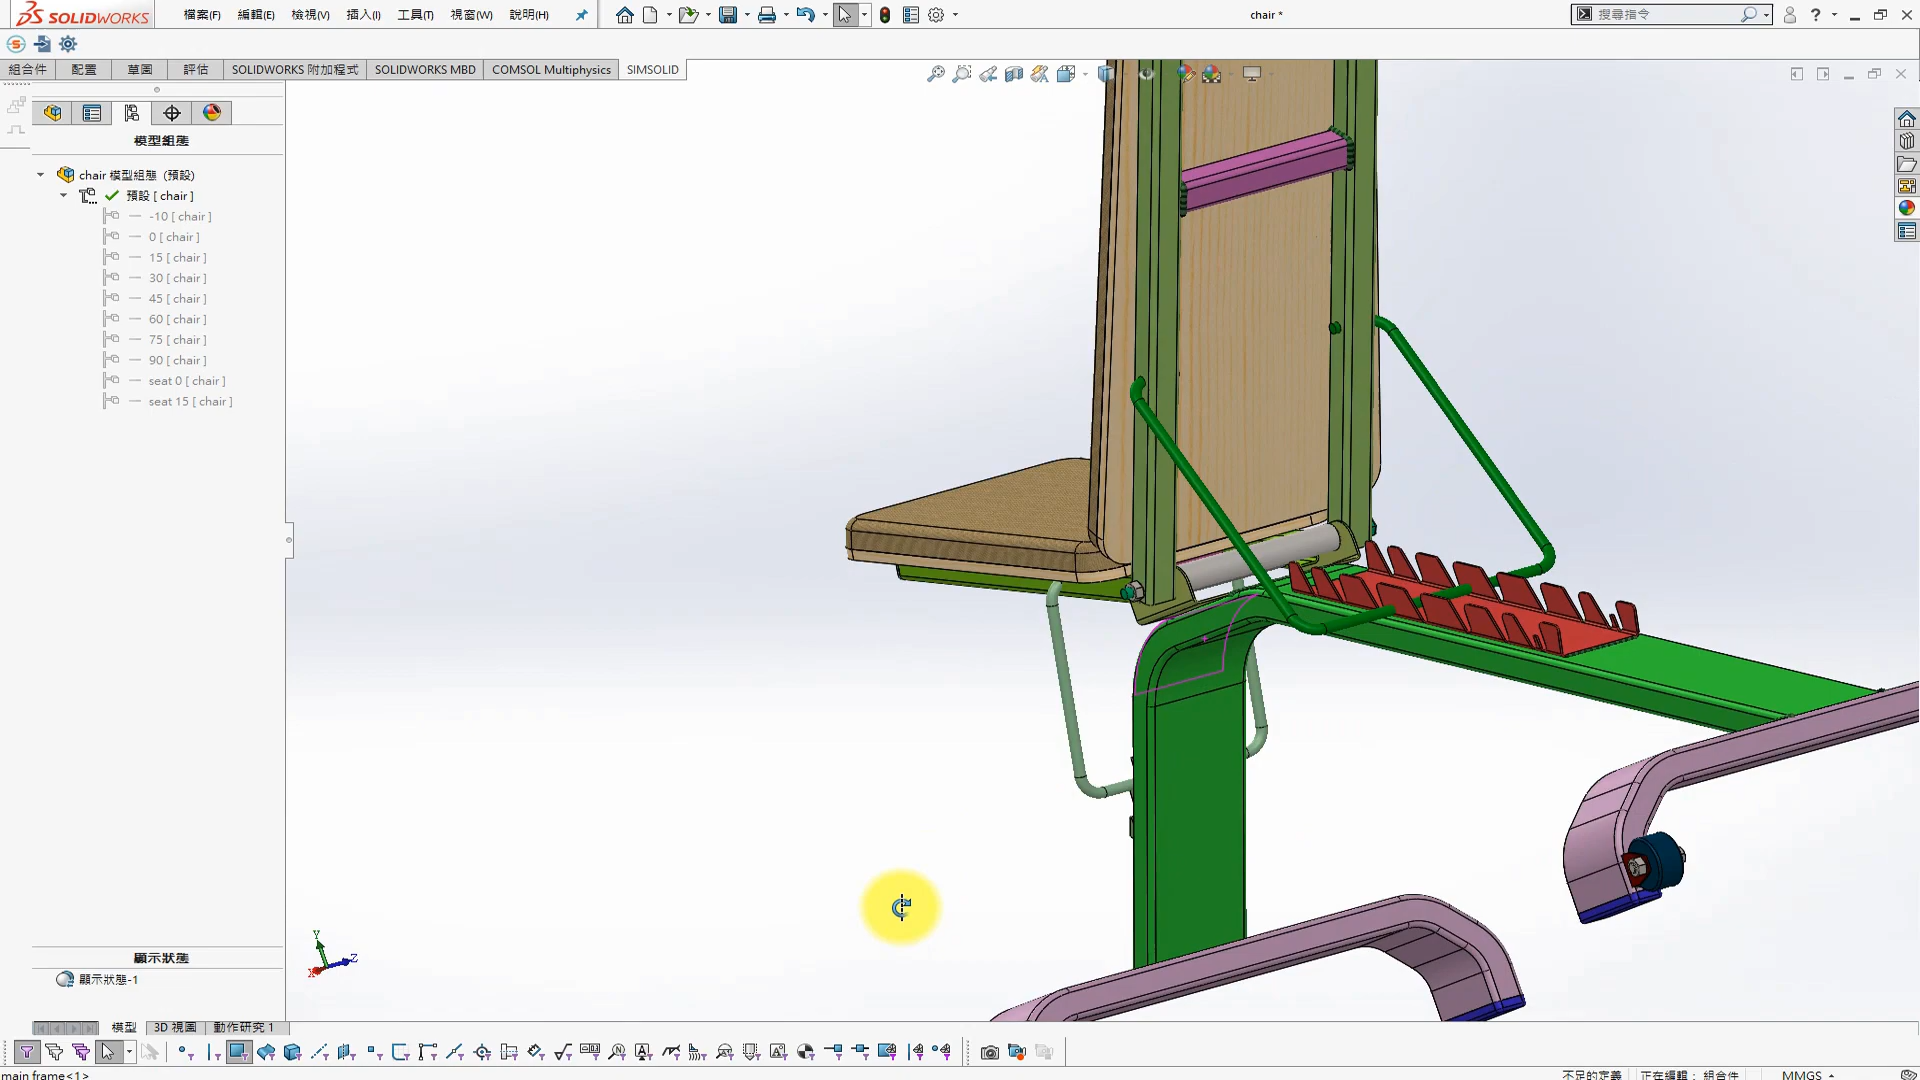 SOLIDWORKS
檔案(F) 編輯(E) 檢視(V) 插入(I) 工具(T) 視窗(W) 說明(H)
chair *
搜尋指令
組合件 配置 草圖 評估 SOLIDWORKS 附加程式 SOLIDWORKS MBD COMSOL Multiphysics SIMSOLID
模型組態
chair 模型組態 (預設)
預設 [ chair ]
-10 [ chair ]
0 [ chair ]
15 [ chair ]
30 [ chair ]
45 [ chair ]
60 [ chair ]
75 [ chair ]
90 [ chair ]
seat 0 [ chair ]
seat 15 [ chair ]
Y
Z
X
顯示狀態
顯示狀態-1
模型 3D 視圖 動作研究 1
main frame<1>
不足的定義 正在編輯： 組合件 MMGS